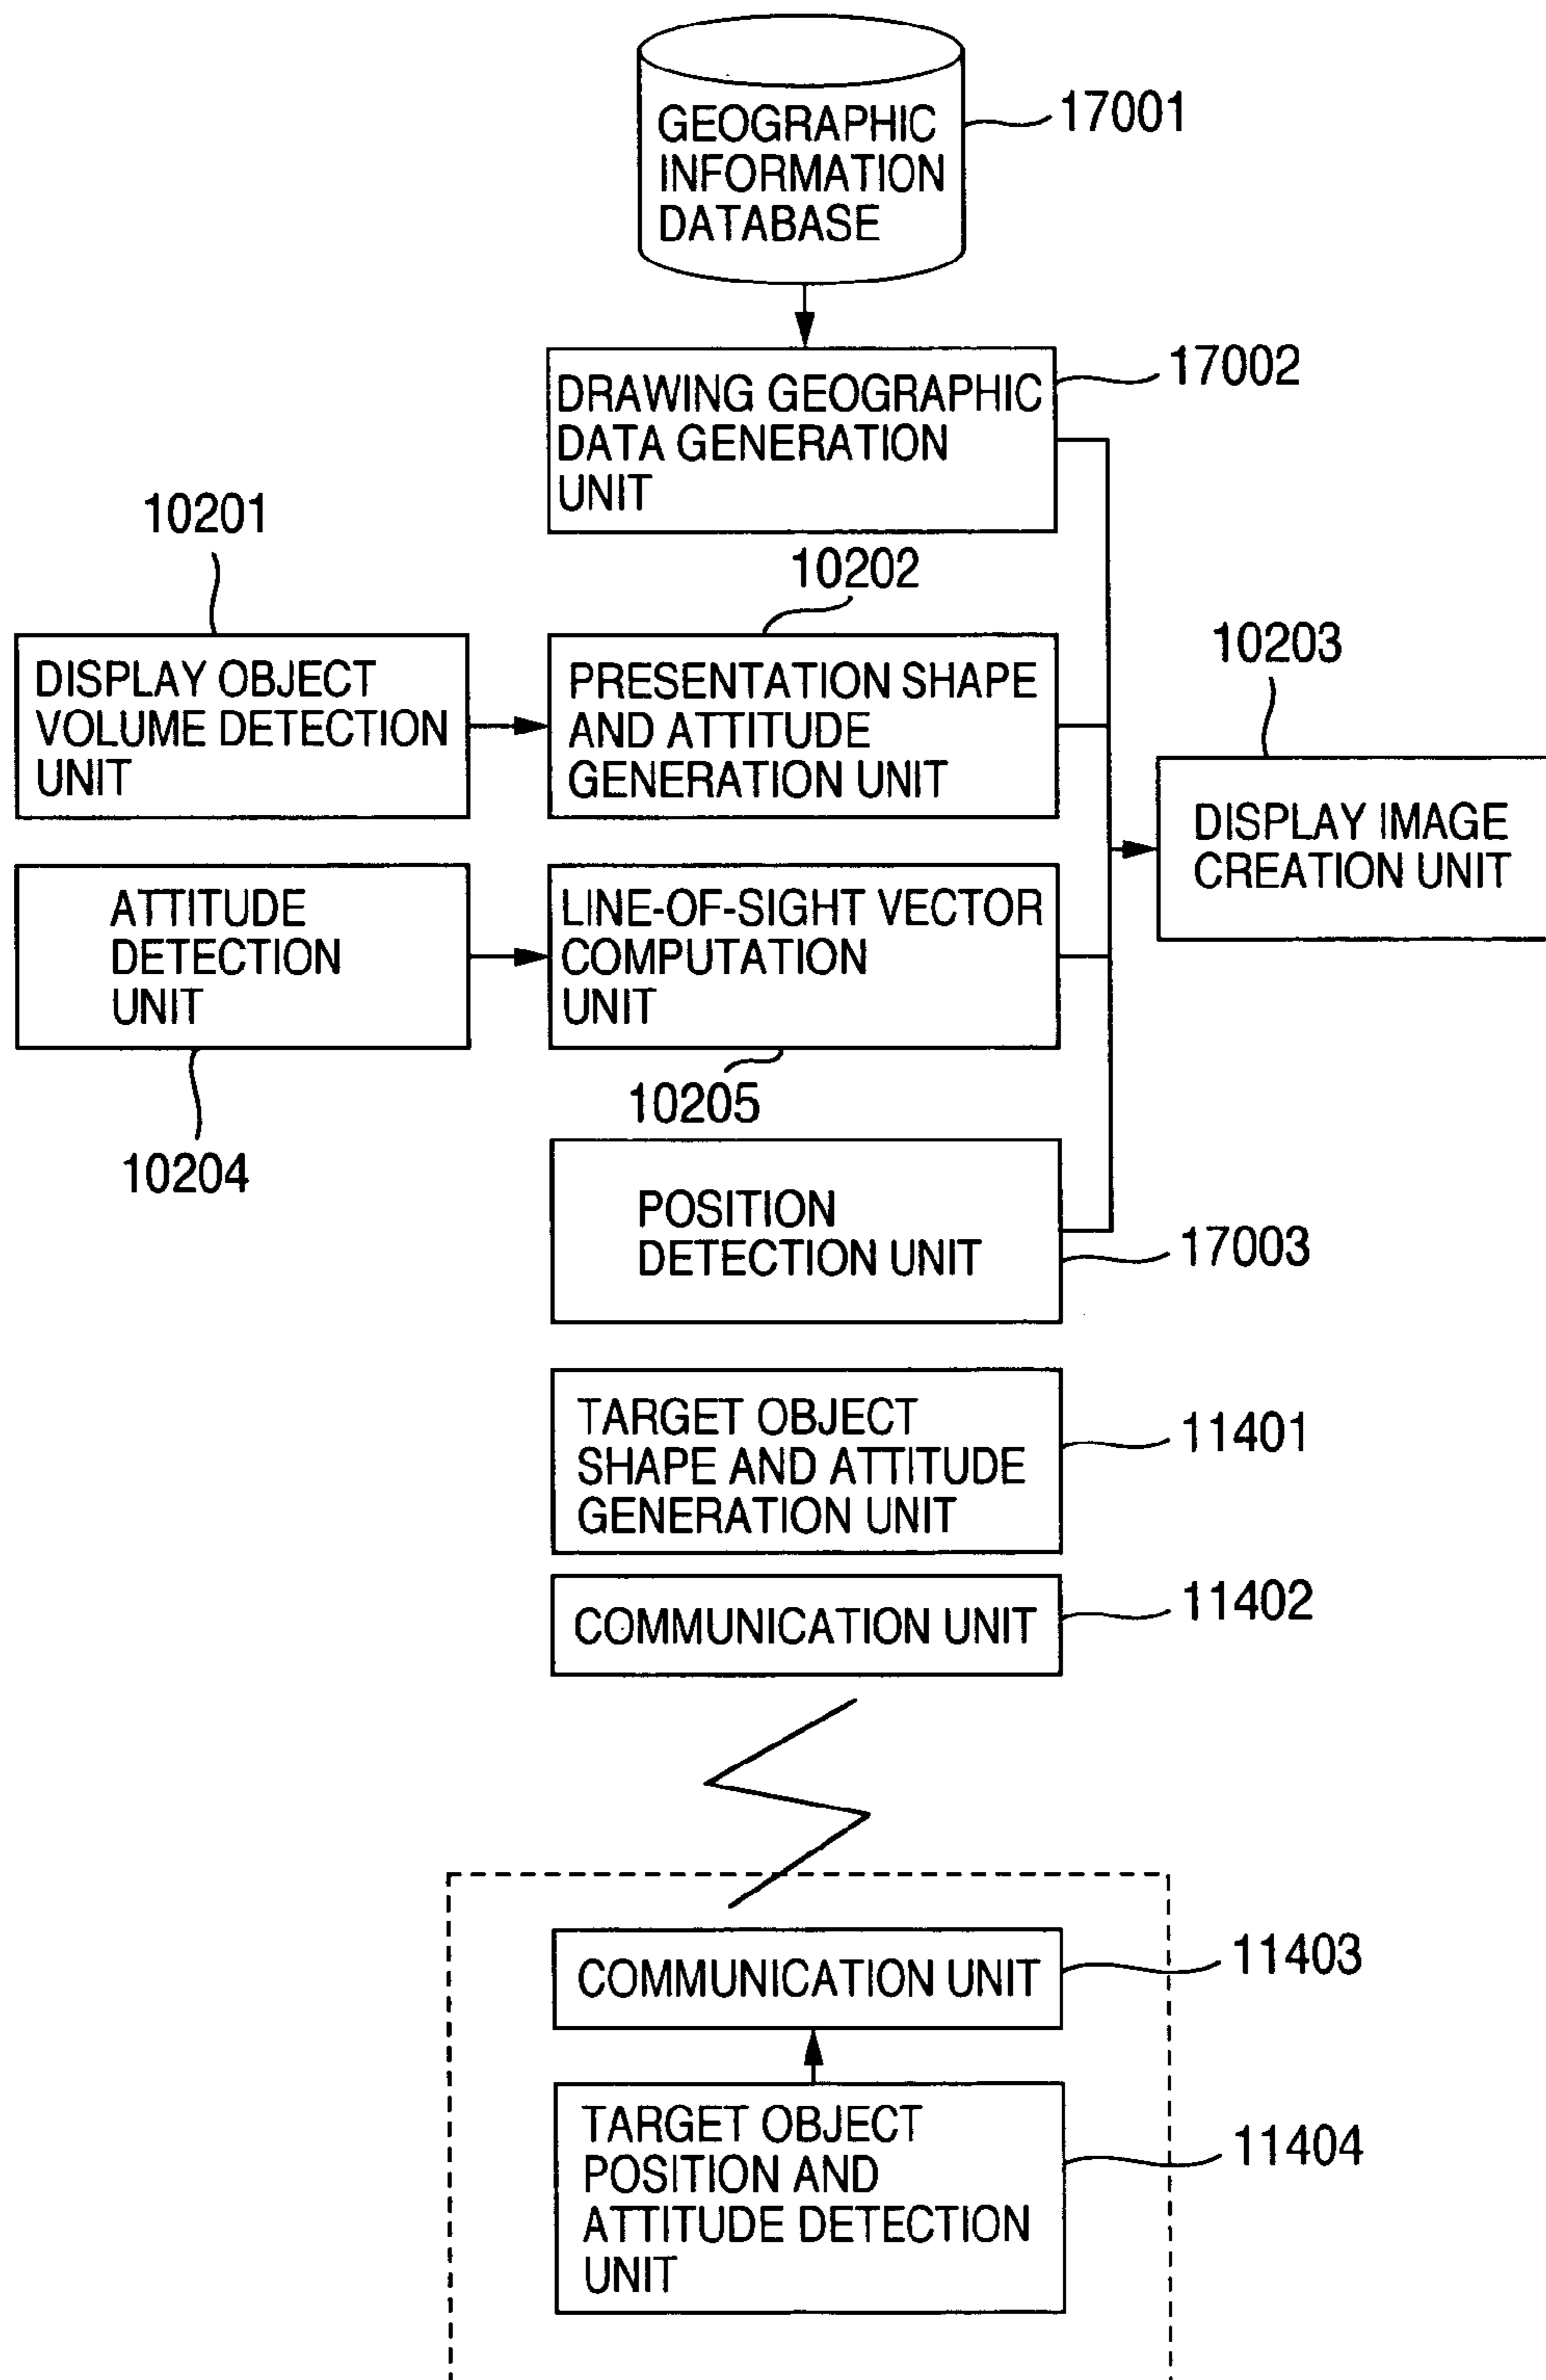 GEOGRAPHIC
INFORMATION
DATABASE
17001
DRAWING GEOGRAPHIC
DATA GENERATION
UNIT
17002
10201
10202
DISPLAY OBJECT
VOLUME DETECTION
UNIT
PRESENTATION SHAPE
AND ATTITUDE
GENERATION UNIT
10203
DISPLAY IMAGE
CREATION UNIT
ATTITUDE
DETECTION
UNIT
LINE-OF-SIGHT VECTOR
COMPUTATION
UNIT
10205
10204
POSITION
DETECTION UNIT
17003
TARGET OBJECT
SHAPE AND ATTITUDE
GENERATION UNIT
11401
COMMUNICATION UNIT
11402
COMMUNICATION UNIT
11403
TARGET OBJECT
POSITION AND
ATTITUDE DETECTION
UNIT
11404